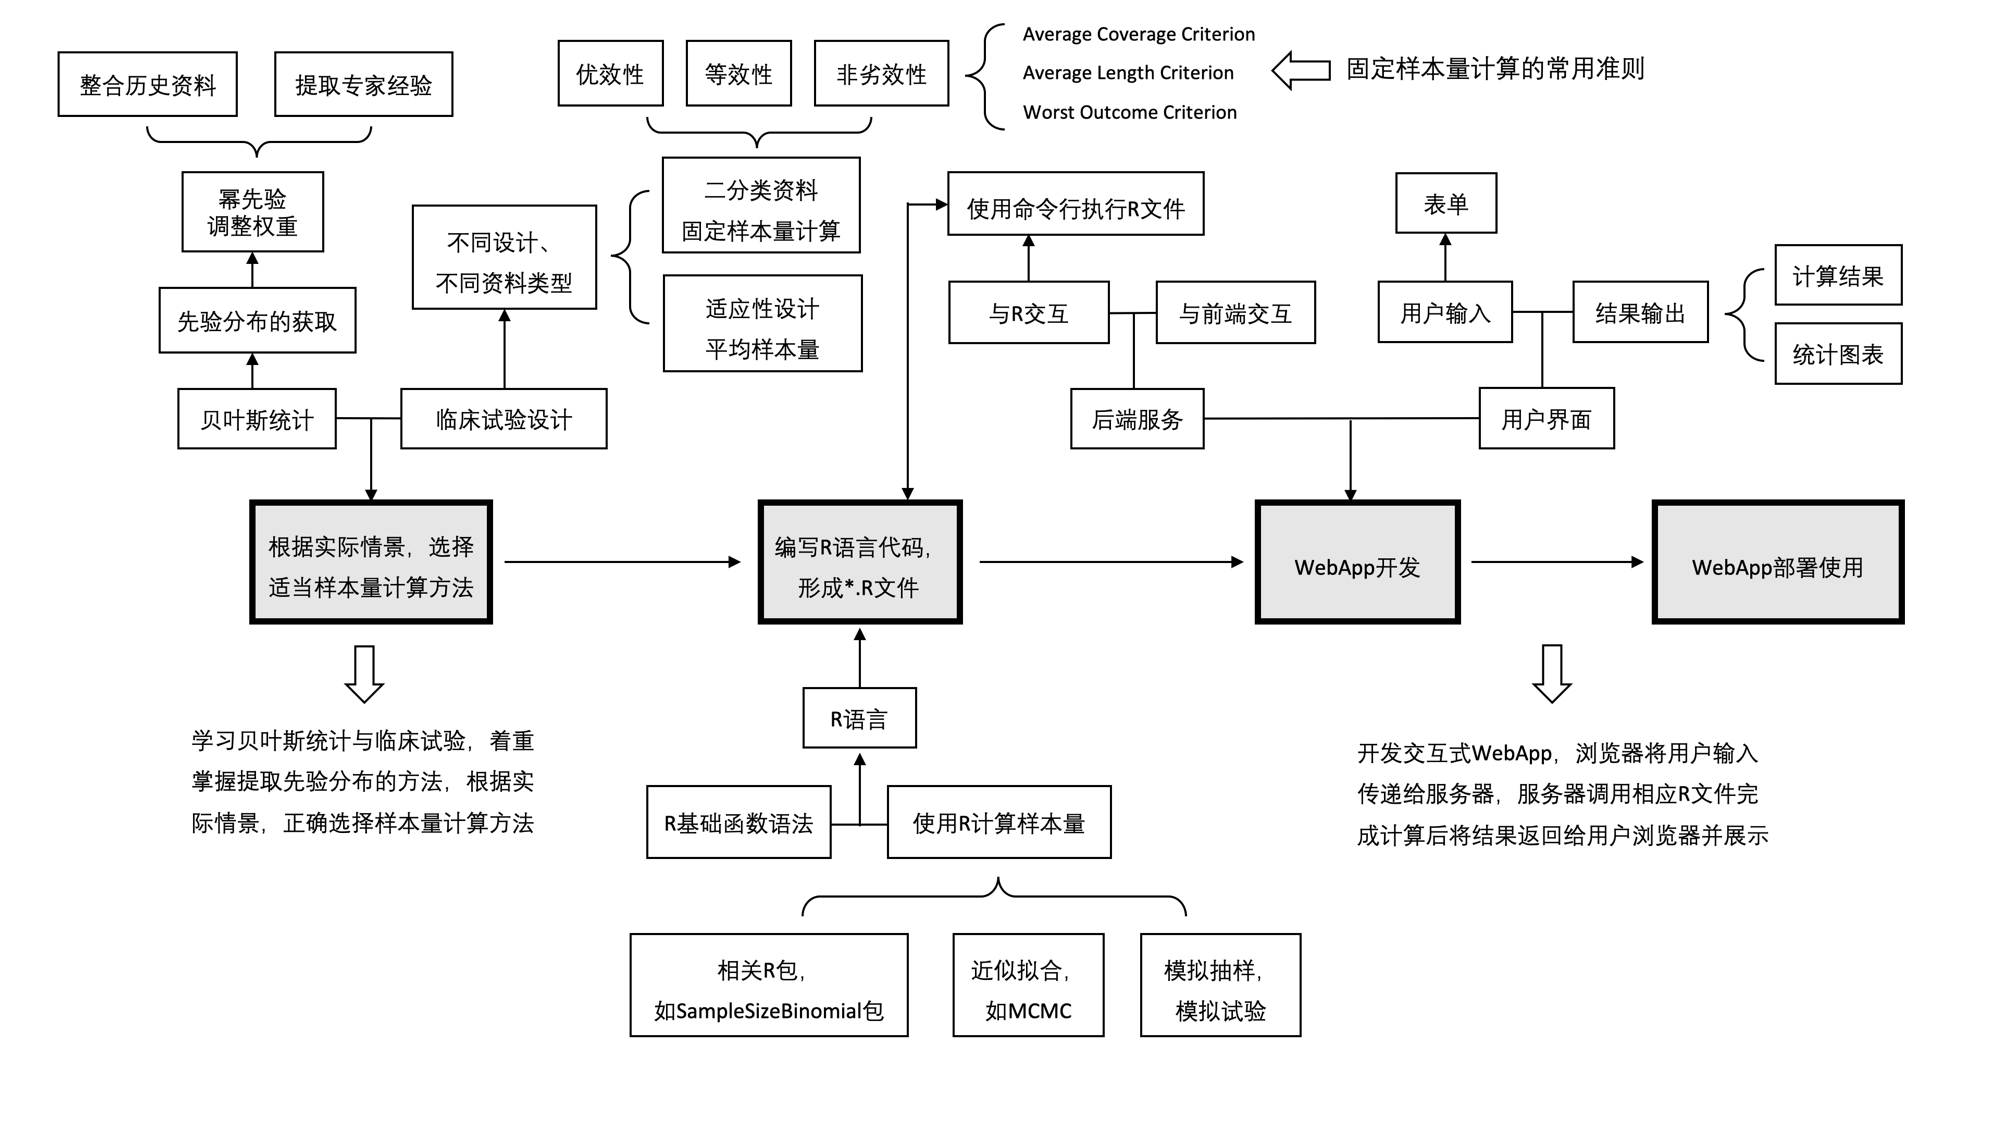 整合历史资料
提取专家经验
优效性
等效性
非劣效性
Average Coverage Criterion
Average Length Criterion
Worst Outcome Criterion
固定样本量计算的常用准则
幂先验
调整权重
先验分布的获取
贝叶斯统计
不同设计、
不同资料类型
临床试验设计
二分类资料
固定样本量计算
适应性设计
平均样本量
使用命令行执行R文件
与R交互
与前端交互
后端服务
表单
用户输入
结果输出
计算结果
统计图表
用户界面
根据实际情景，选择
适当样本量计算方法
编写R语言代码，
形成*.R文件
WebApp开发
WebApp部署使用
学习贝叶斯统计与临床试验，着重
掌握提取先验分布的方法，根据实
际情景，正确选择样本量计算方法
R语言
R基础函数语法
使用R计算样本量
相关R包，
如SampleSizeBinomial包
近似拟合，
如MCMC
模拟抽样，
模拟试验
开发交互式WebApp，浏览器将用户输入
传递给服务器，服务器调用相应R文件完
成计算后将结果返回给用户浏览器并展示